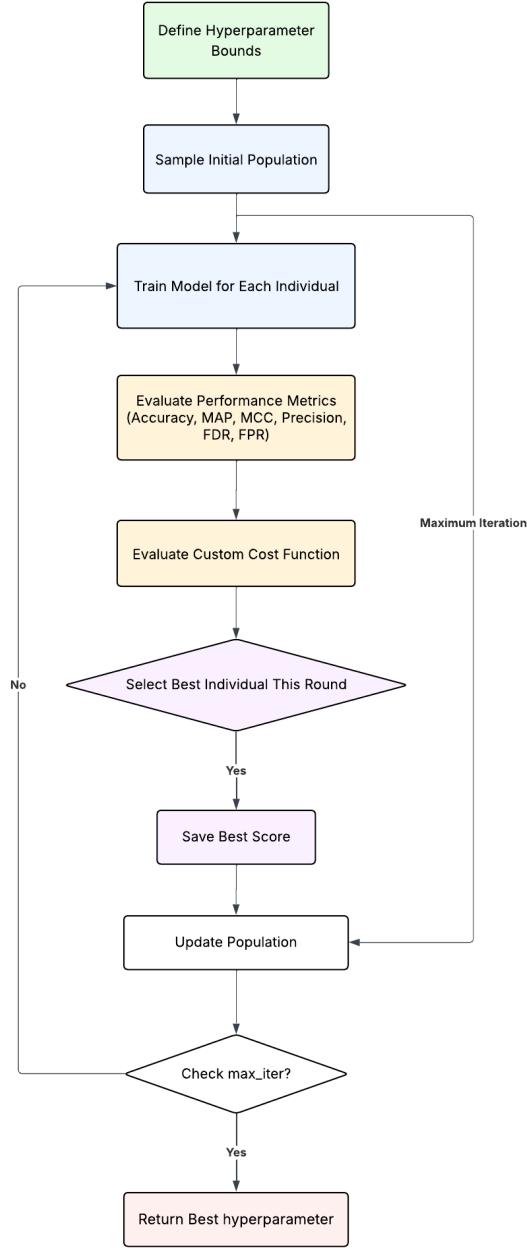 Define Hyperparameter
Bounds
Sample Initial Population
Train Model for Each Individual
Evaluate Performance Metrics
(Accuracy, MAP, MCC, Precision,
FDR, FPR)
Maximum Iteration
Evaluate Custom Cost Function
Select Best Individual This Round
No
Yes
Save Best Score
Update Population
Check max_iter?
Yes
Return Best hyperparameter